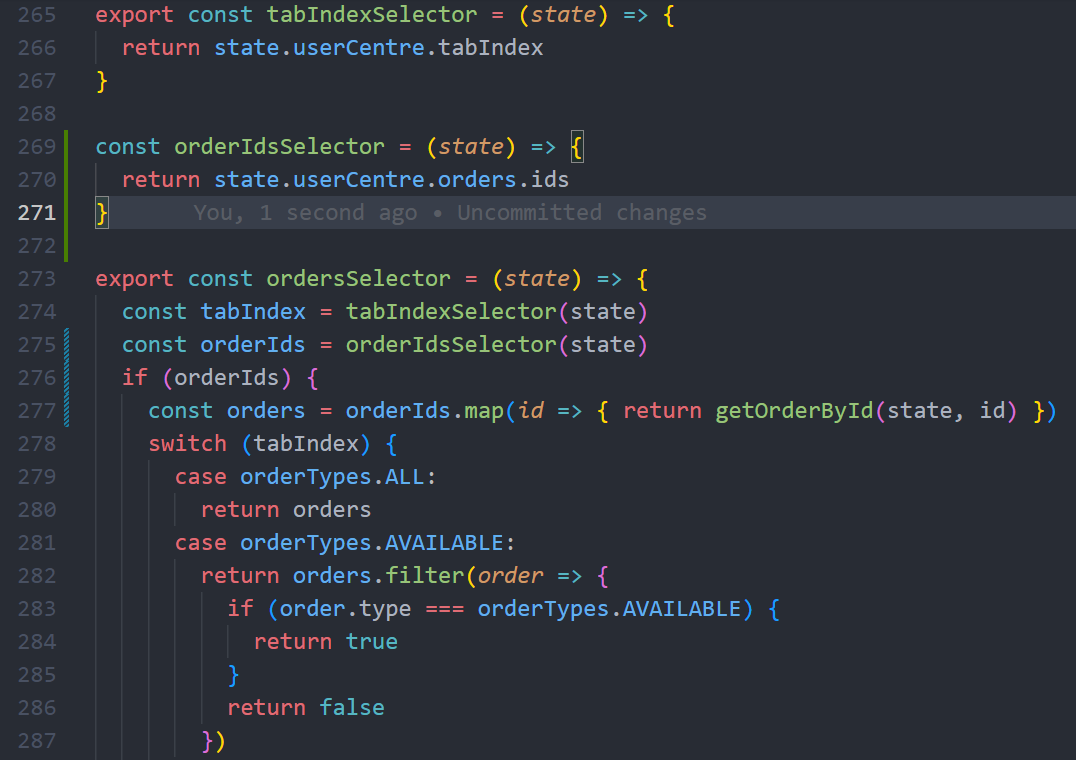 265 export const tabIndexSelector = (state) => {
266 return state.userCentre.tabIndex
267 }
268
269 const orderIdsSelector = (state) => {
270 return state.userCentre.orders.ids
271 } You, 1 second ago • Uncommitted changes
272
273 export const ordersSelector = (state) => {
274 const tabIndex = tabIndexSelector(state)
275 const orderIds = orderIdsSelector(state)
276 if (orderIds) {
277 const orders = orderIds.map(id => { return getOrderById(state, id) })
278 switch (tabIndex) {
279 case orderTypes.ALL:
280 return orders
281 case orderTypes.AVAILABLE:
282 return orders.filter(order => {
283 if (order.type === orderTypes.AVAILABLE) {
284 return true
285 }
286 return false
287 })